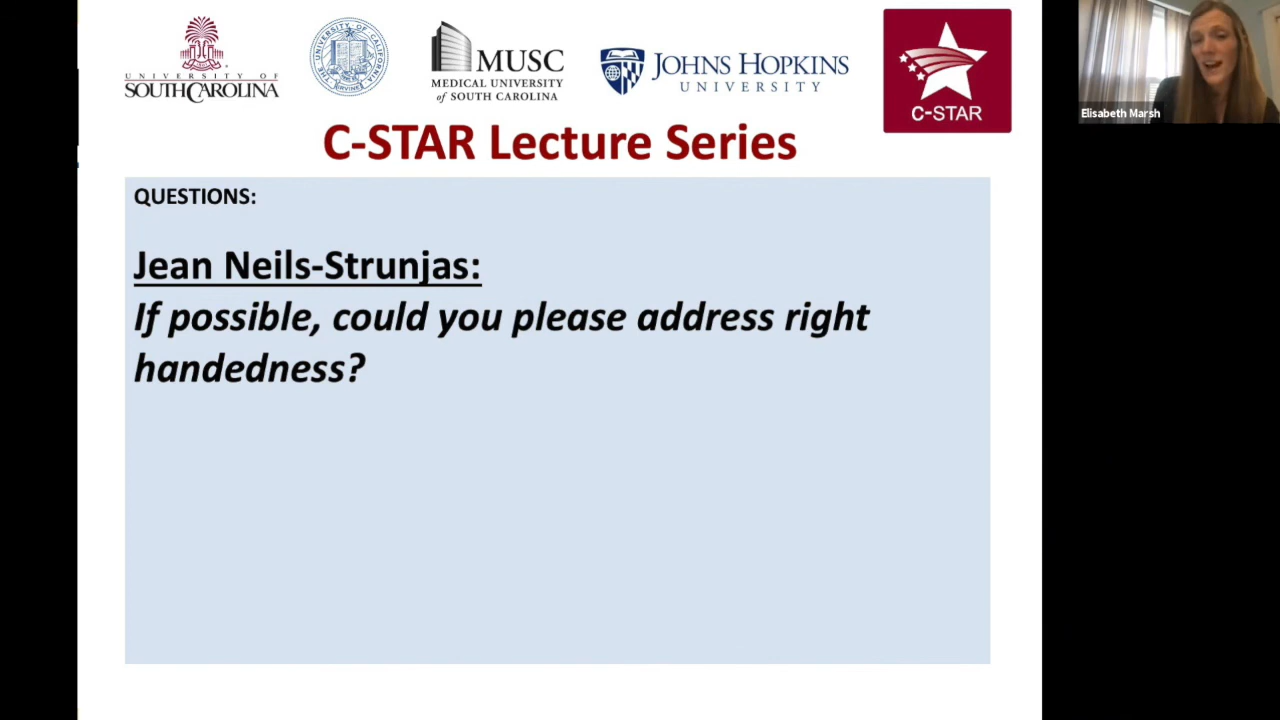 UNIVERSITY OF
SOUTH CAROLINA
MUSC
MEDICAL UNIVERSITY
of SOUTH CAROLINA
JOHNS HOPKINS
UNIVERSITY
C-STAR
Elisabeth Marsh
C-STAR Lecture Series
QUESTIONS:
Jean Neils-Strunjas:
If possible, could you please address right
handedness?